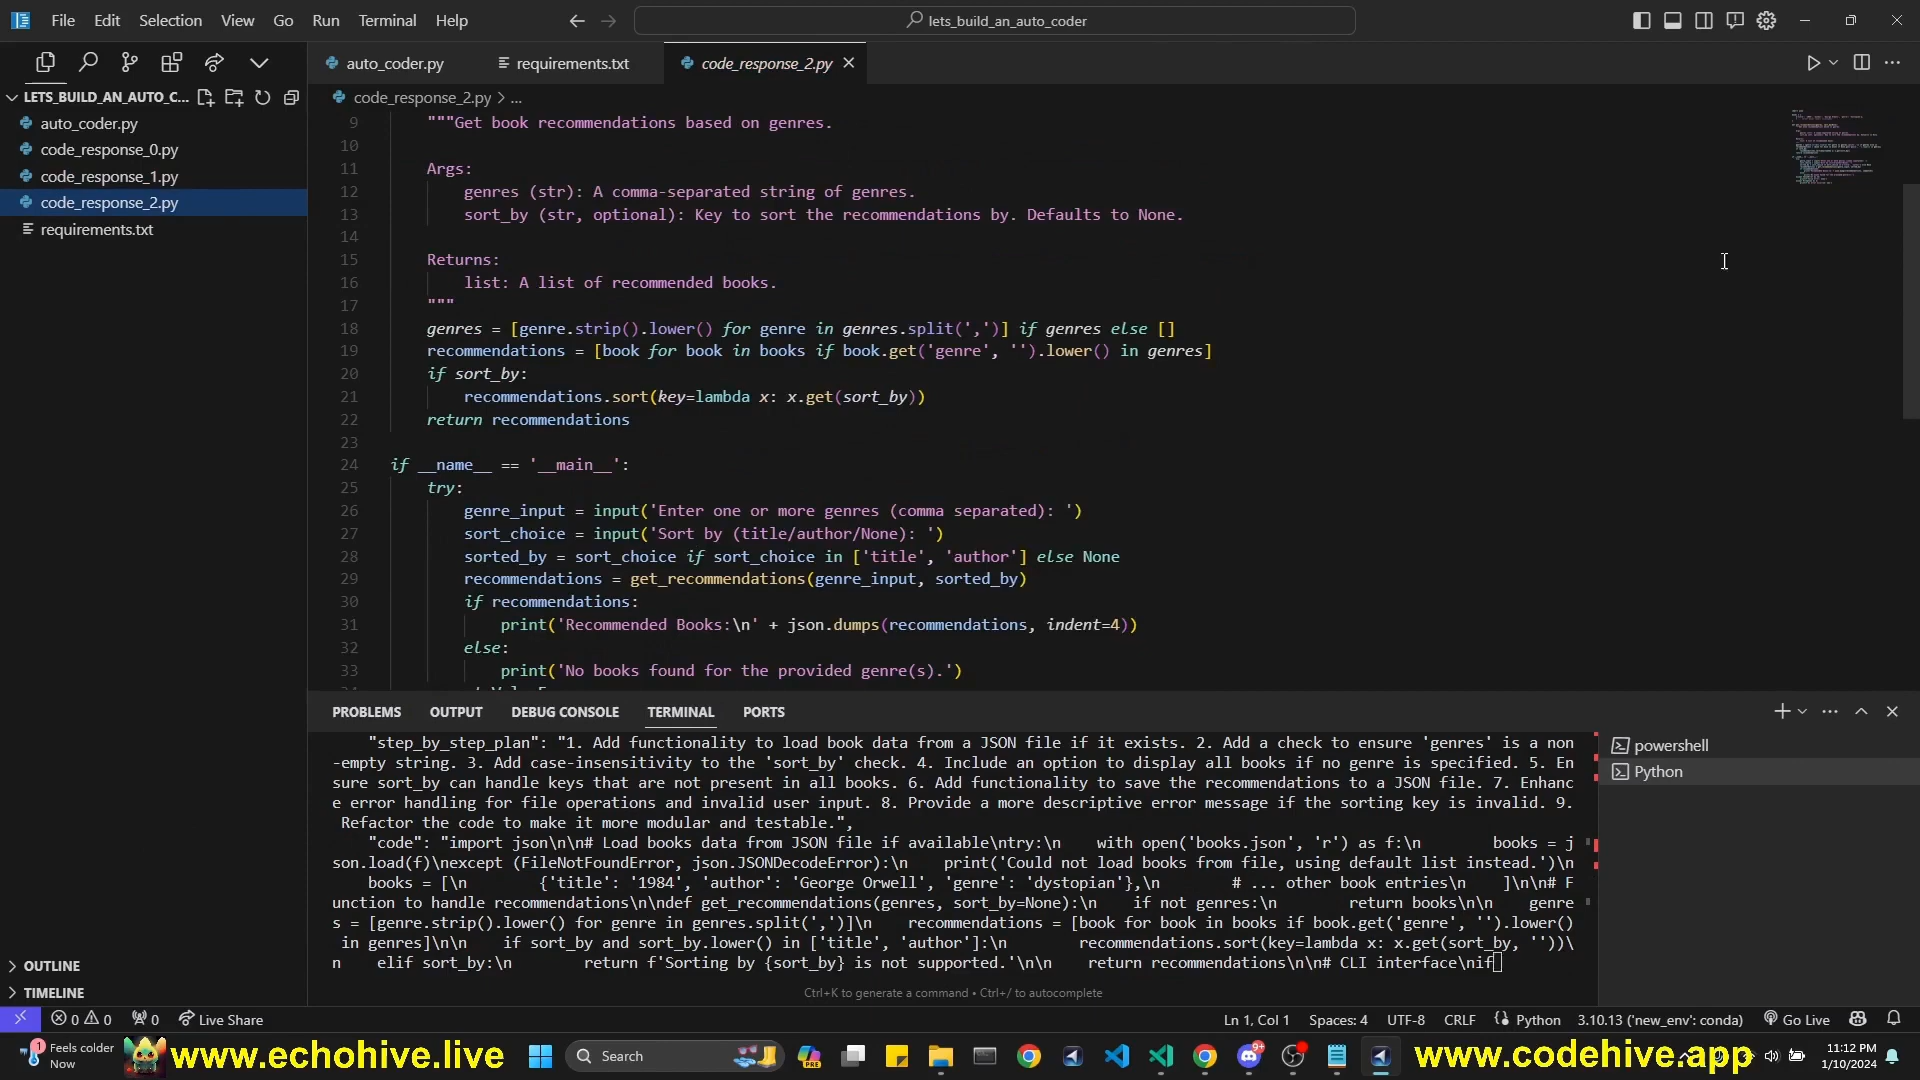 File Edit Selection View Go Run Terminal Help
lets_build_an_auto_coder
LETS_BUILD_AN_AUTO_C...
auto_coder.py
code_response_0.py
code_response_1.py
code_response_2.py
requirements.txt
OUTLINE
TIMELINE
auto_coder.py requirements.txt code_response_2.py
code_response_2.py > ...
9 """Get book recommendations based on genres.
10
11 Args:
12 genres (str): A comma-separated string of genres.
13 sort_by (str, optional): Key to sort the recommendations by. Defaults to None.
14
15 Returns:
16 list: A list of recommended books.
17 """
18 genres = [genre.strip().lower() for genre in genres.split(',')] if genres else []
19 recommendations = [book for book in books if book.get('genre', '').lower() in genres]
20 if sort_by:
21 recommendations.sort(key=lambda x: x.get(sort_by))
22 return recommendations
23
24 if __name__ == '__main__':
25 try:
26 genre_input = input('Enter one or more genres (comma separated): ')
27 sort_choice = input('Sort by (title/author/None): ')
28 sorted_by = sort_choice if sort_choice in ['title', 'author'] else None
29 recommendations = get_recommendations(genre_input, sorted_by)
30 if recommendations:
31 print('Recommended Books:\n' + json.dumps(recommendations, indent=4))
32 else:
33 print('No books found for the provided genre(s).')
PROBLEMS OUTPUT DEBUG CONSOLE TERMINAL PORTS
"step_by_step_plan": "1. Add functionality to load book data from a JSON file if it exists. 2. Add a check to ensure 'genres' is a non
-empty string. 3. Add case-insensitivity to the 'sort_by' check. 4. Include an option to display all books if no genre is specified. 5. En
sure sort_by can handle keys that are not present in all books. 6. Add functionality to save the recommendations to a JSON file. 7. Enhanc
e error handling for file operations and invalid user input. 8. Provide a more descriptive error message if the sorting key is invalid. 9.
Refactor the code to make it more modular and testable.",
"code": "import json\n\n# Load books data from JSON file if available\ntry:\n    with open('books.json', 'r') as f:\n        books = j
son.load(f)\nexcept (FileNotFoundError, json.JSONDecodeError):\n    print('Could not load books from file, using default list instead.')\n
books = [\n        {'title': '1984', 'author': 'George Orwell', 'genre': 'dystopian'},\n        # ... other book entries\n    ]\n\n# F
unction to handle recommendations\n\ndef get_recommendations(genres, sort_by=None):\n    if not genres:\n        return books\n\n    genre
s = [genre.strip().lower() for genre in genres.split(',')]\n    recommendations = [book for book in books if book.get('genre', '').lower()
in genres]\n\n    if sort_by and sort_by.lower() in ['title', 'author']:\n        recommendations.sort(key=lambda x: x.get(sort_by, ''))\
n    elif sort_by:\n        return f'Sorting by {sort_by} is not supported.'\n\n    return recommendations\n\n# CLI interface\nif
Ctrl+K to generate a command • Ctrl+/ to autocomplete
powershell
Python
0 0 0 Live Share
Ln 1, Col 1 Spaces: 4 UTF-8 CRLF Python 3.10.13 ('new_env': conda) Go Live
1 Feels colder
Now
www.echohive.live
Search
PRE
9+
www.codehive.app
11:12 PM
1/10/2024